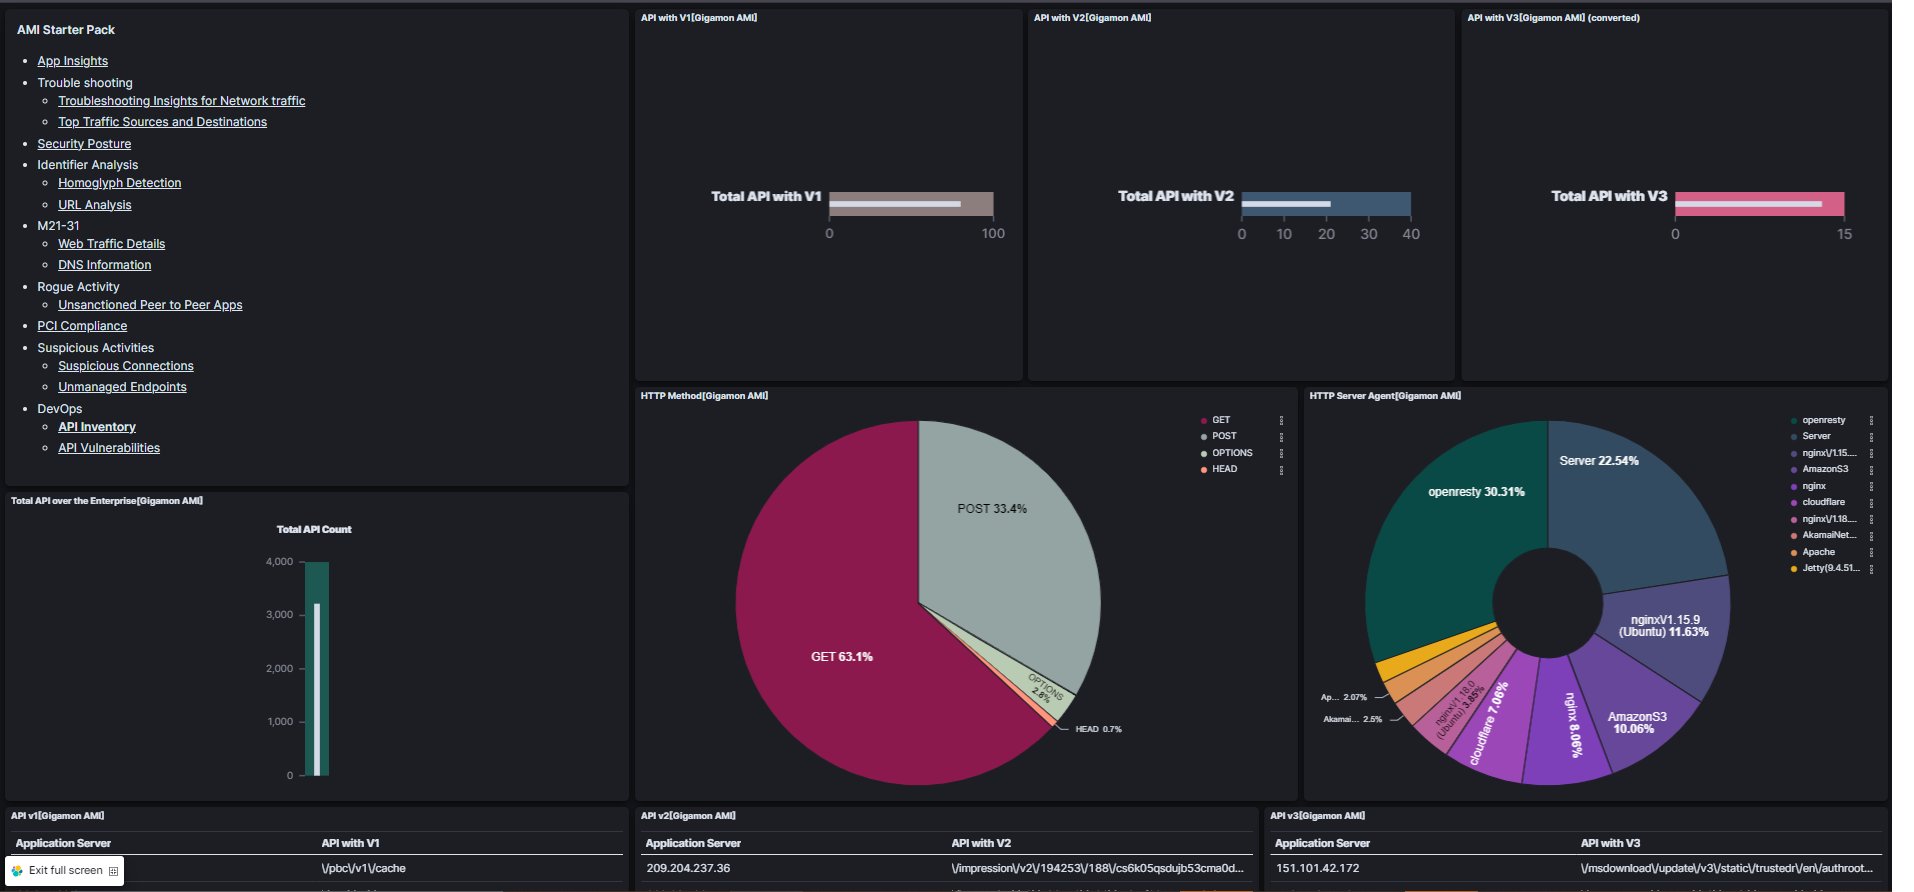 AMI Starter Pack
App Insights
Trouble shooting
Troubleshooting Insights for Network traffic
Top Traffic Sources and Destinations
Security Posture
Identifier Analysis
Homoglyph Detection
URL Analysis
M21-31
Web Traffic Details
DNS Information
Rogue Activity
Unsanctioned Peer to Peer Apps
PCI Compliance
Suspicious Activities
Suspicious Connections
Unmanaged Endpoints
DevOps
API Inventory
API Vulnerabilities
API with V1[Gigamon AMI]
Total API with V1
0 100
API with V2[Gigamon AMI]
Total API with V2
0 10 20 30 40
API with V3[Gigamon AMI] (converted)
Total API with V3
0 15
Total API over the Enterprise[Gigamon AMI]
Total API Count
4,000
3,000
2,000
1,000
0
HTTP Method[Gigamon AMI]
GET
POST
OPTIONS
HEAD
POST 33.4%
GET 63.1%
OPTIONS
2.8%
HEAD 0.7%
HTTP Server Agent[Gigamon AMI]
openresty
Server
nginx\/1.15....
AmazonS3
nginx
cloudflare
nginx\/1.18....
AkamaiNet...
Apache
Jetty(9.4.51...
Server 22.54%
openresty 30.31%
nginxV1.15.9
(Ubuntu) 11.63%
AmazonS3
10.06%
nginx 8.06%
cloudflare 7.06%
nginxV1.18.0
(Ubuntu) 3.85%
Akamai... 2.5%
Ap... 2.07%
API v1[Gigamon AMI]
Application Server API with V1
\/pbc\/v1\/cache
Exit full screen
API v2[Gigamon AMI]
Application Server API with V2
209.204.237.36 \/impression\/v2\/194253\/188\/cs6k05qsdujb53cma0d...
API v3[Gigamon AMI]
Application Server API with V3
151.101.42.172 \/msdownload\/update\/v3\/static\/trustedr\/en\/authroot...